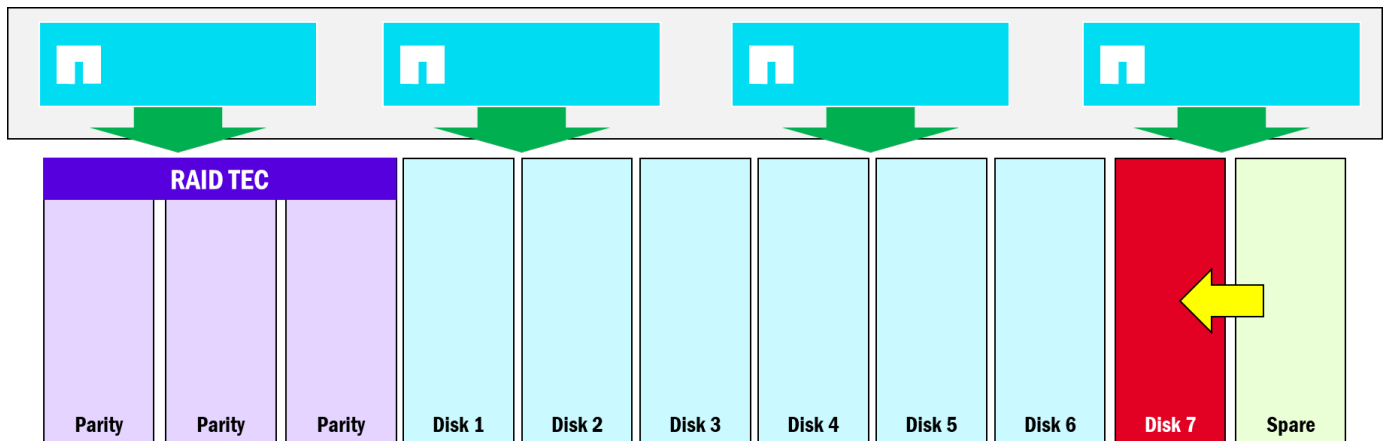 RAID TEC
Parity
Parity
Parity
Disk 1
Disk 2
Disk 3
Disk 4
Disk 5
Disk 6
Disk 7
Spare